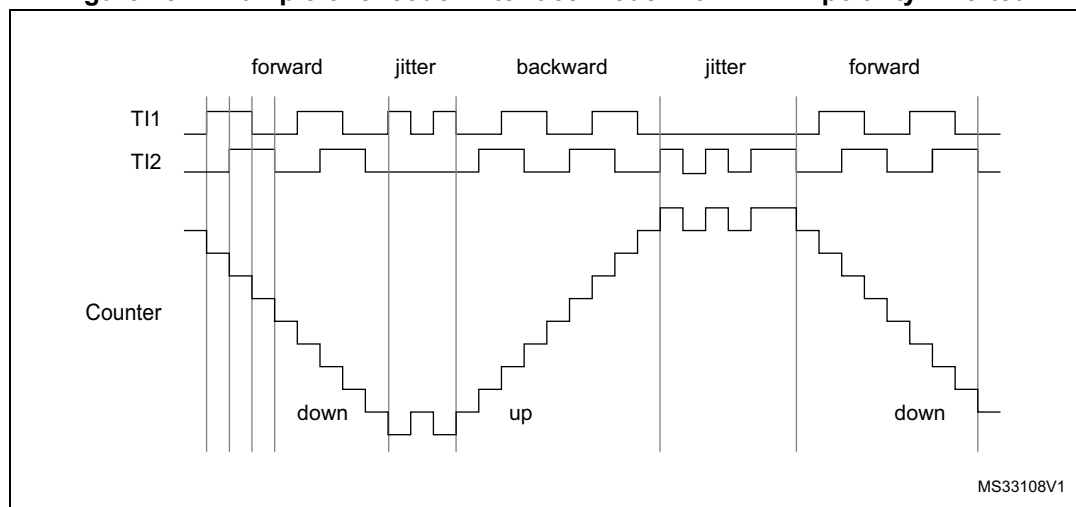 forward jitter backward jitter forward
TI1
TI2
Counter
down up down
MS33108V1